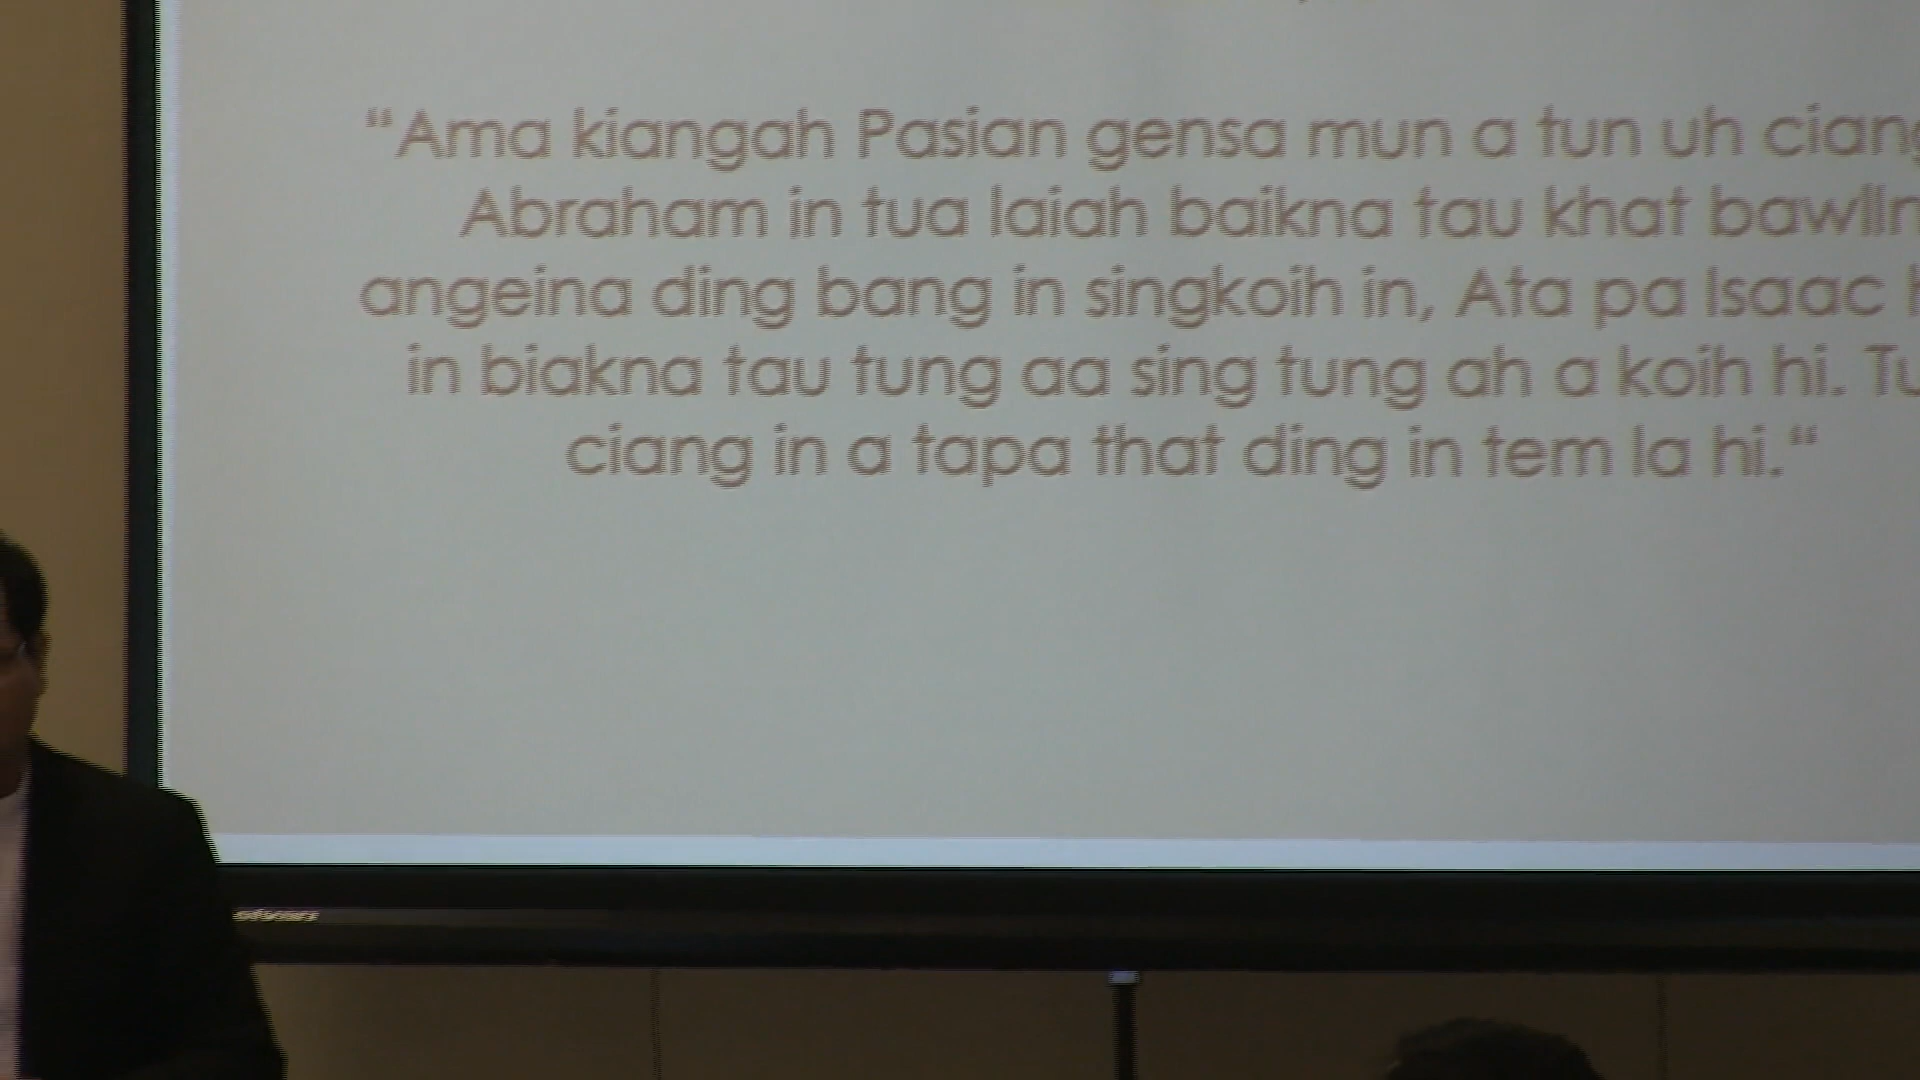 “Ama kiangah Pasian gensa mun a tun uh ciang
Abraham in tua laiah baikna tau khat bawlln
angeina ding bang in singkoih in, Ata pa Isaac
in biakna tau tung aa sing tung ah a koih hi. Tu
ciang in a tapa that ding in tem la hi.“